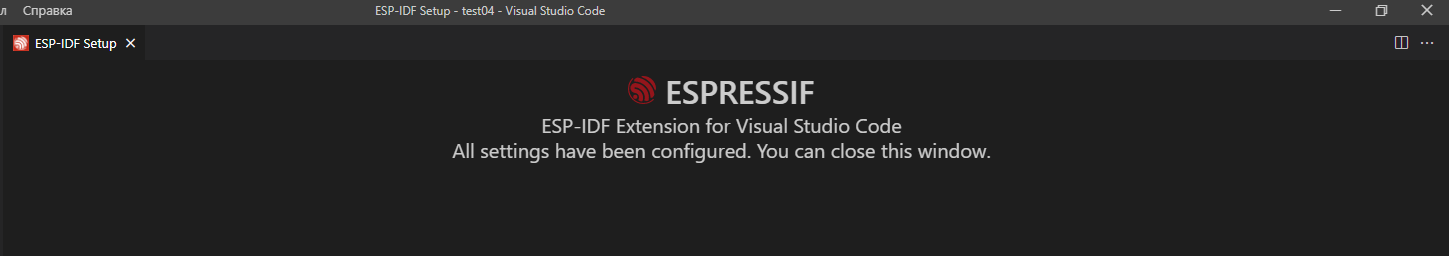 л Справка ESP-IDF Setup - test04 - Visual Studio Code
ESP-IDF Setup
ESPRESSIF
ESP-IDF Extension for Visual Studio Code
All settings have been configured. You can close this window.